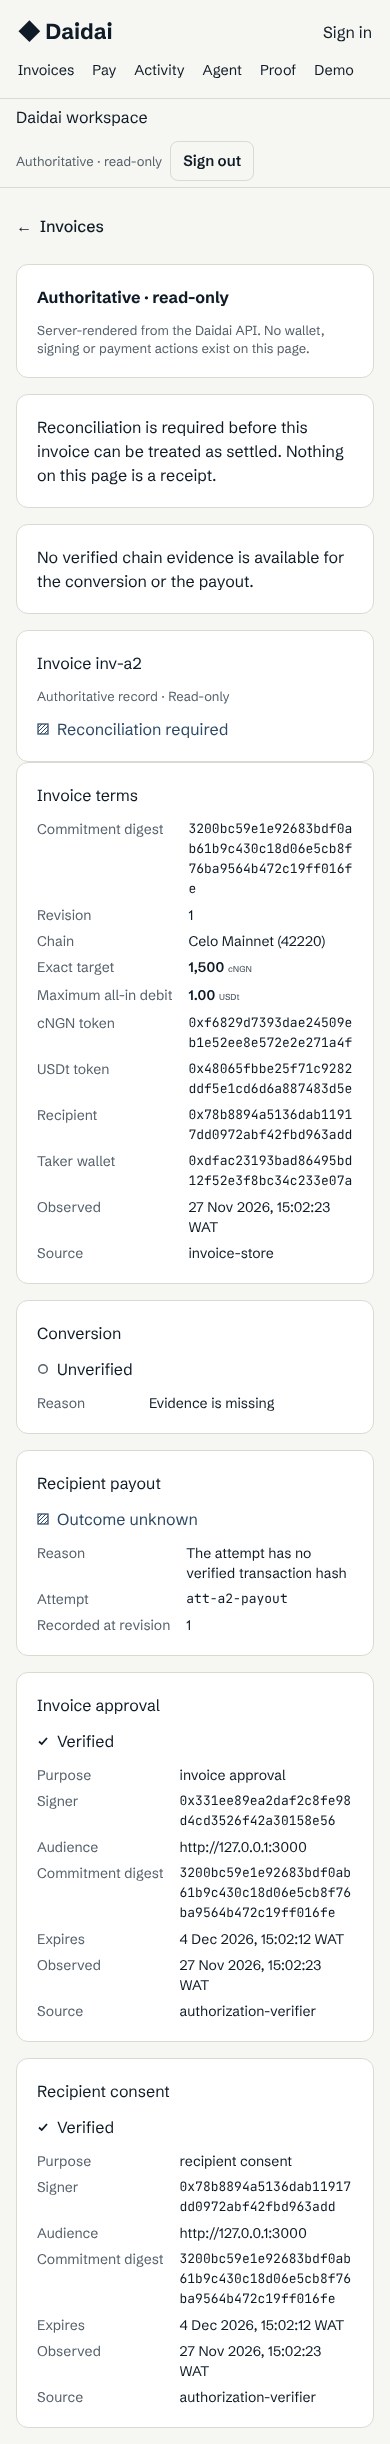 Daidai
Sign in
Invoices Pay Activity Agent Proof Demo
Daidai workspace
Authoritative · read-only Sign out
← Invoices
Authoritative · read-only
Server-rendered from the Daidai API. No wallet,
signing or payment actions exist on this page.
Reconciliation is required before this
invoice can be treated as settled. Nothing
on this page is a receipt.
No verified chain evidence is available for
the conversion or the payout.
Invoice inv-a2
Authoritative record · Read-only
Reconciliation required
Invoice terms
Commitment digest 3200bc59e1e92683bdf0a
b61b9c430c18d06e5cb8f
76ba9564b472c19ff016f
e
Revision 1
Chain Celo Mainnet (42220)
Exact target 1,500 cNGN
Maximum all-in debit 1.00 USDt
cNGN token 0xf6829d7393dae24509e
b1e52ee8e572e2e271a4f
USDt token 0x48065fbbe25f71c9282
ddf5e1cd6d6a887483d5e
Recipient 0x78b8894a5136dab1191
7dd0972abf42fbd963add
Taker wallet 0xdfac23193bad86495bd
12f52e3f8bc34c233e07a
Observed 27 Nov 2026, 15:02:23
WAT
Source invoice-store
Conversion
Unverified
Reason Evidence is missing
Recipient payout
Outcome unknown
Reason The attempt has no
verified transaction hash
Attempt att-a2-payout
Recorded at revision 1
Invoice approval
Verified
Purpose invoice approval
Signer 0x331ee89ea2daf2c8fe98
d4cd3526f42a30158e56
Audience http://127.0.0.1:3000
Commitment digest 3200bc59e1e92683bdf0ab
61b9c430c18d06e5cb8f76
ba9564b472c19ff016fe
Expires 4 Dec 2026, 15:02:12 WAT
Observed 27 Nov 2026, 15:02:23
WAT
Source authorization-verifier
Recipient consent
Verified
Purpose recipient consent
Signer 0x78b8894a5136dab11917
dd0972abf42fbd963add
Audience http://127.0.0.1:3000
Commitment digest 3200bc59e1e92683bdf0ab
61b9c430c18d06e5cb8f76
ba9564b472c19ff016fe
Expires 4 Dec 2026, 15:02:12 WAT
Observed 27 Nov 2026, 15:02:23
WAT
Source authorization-verifier